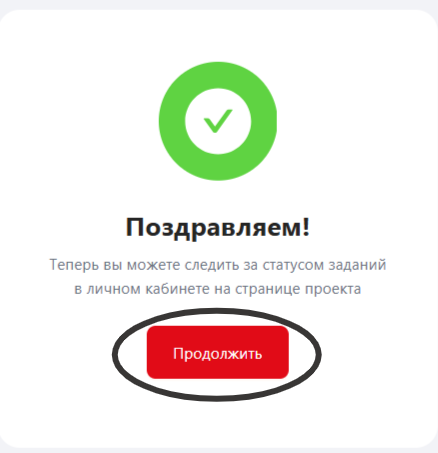 Поздравляем!
Теперь вы можете следить за статусом заданий
в личном кабинете на странице проекта
Продолжить